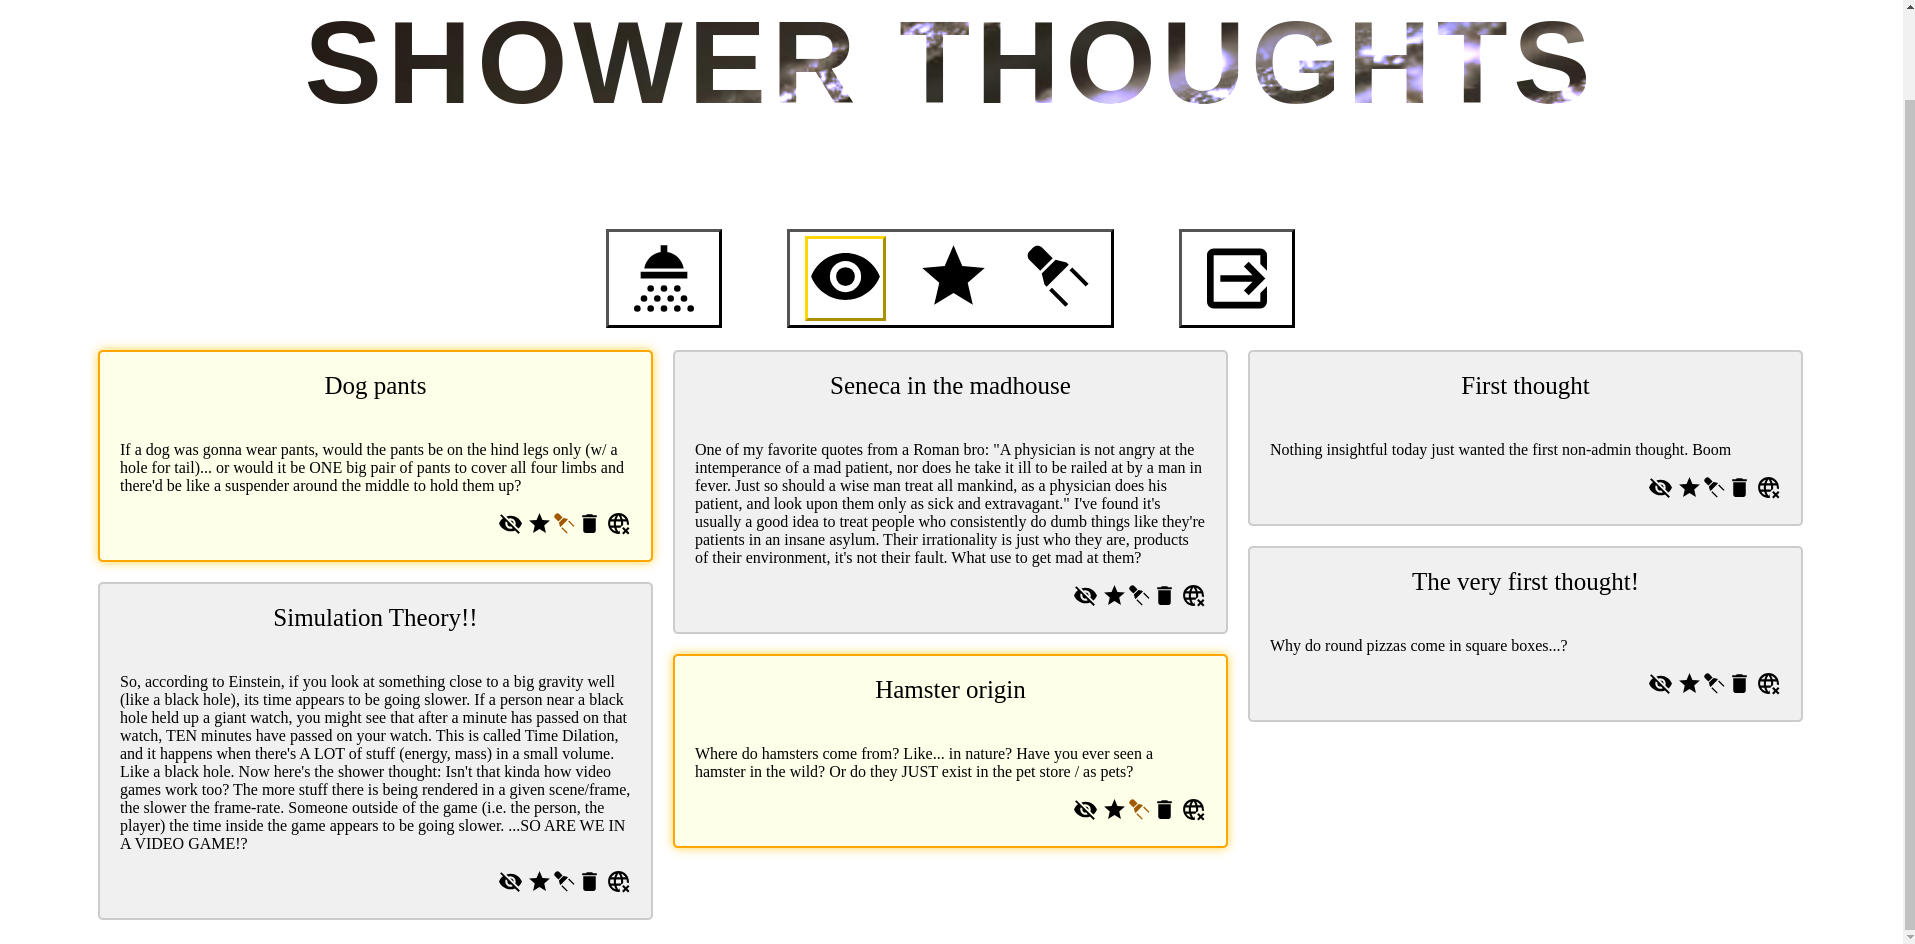 SHOWER THOUGHTS
Dog pants
If a dog was gonna wear pants, would the pants be on the hind legs only (w/ a
hole for tail)... or would it be ONE big pair of pants to cover all four limbs and
there'd be like a suspender around the middle to hold them up?
Simulation Theory!!
So, according to Einstein, if you look at something close to a big gravity well
(like a black hole), its time appears to be going slower. If a person near a black
hole held up a giant watch, you might see that after a minute has passed on that
watch, TEN minutes have passed on your watch. This is called Time Dilation,
and it happens when there's A LOT of stuff (energy, mass) in a small volume.
Like a black hole. Now here's the shower thought: Isn't that kinda how video
games work too? The more stuff there is being rendered in a given scene/frame,
the slower the frame-rate. Someone outside of the game (i.e. the person, the
player) the time inside the game appears to be going slower. ...SO ARE WE IN
A VIDEO GAME!?
Seneca in the madhouse
One of my favorite quotes from a Roman bro: "A physician is not angry at the
intemperance of a mad patient, nor does he take it ill to be railed at by a man in
fever. Just so should a wise man treat all mankind, as a physician does his
patient, and look upon them only as sick and extravagant." I've found it's
usually a good idea to treat people who consistently do dumb things like they're
patients in an insane asylum. Their irrationality is just who they are, products
of their environment, it's not their fault. What use to get mad at them?
Hamster origin
Where do hamsters come from? Like... in nature? Have you ever seen a
hamster in the wild? Or do they JUST exist in the pet store / as pets?
First thought
Nothing insightful today just wanted the first non-admin thought. Boom
The very first thought!
Why do round pizzas come in square boxes...?